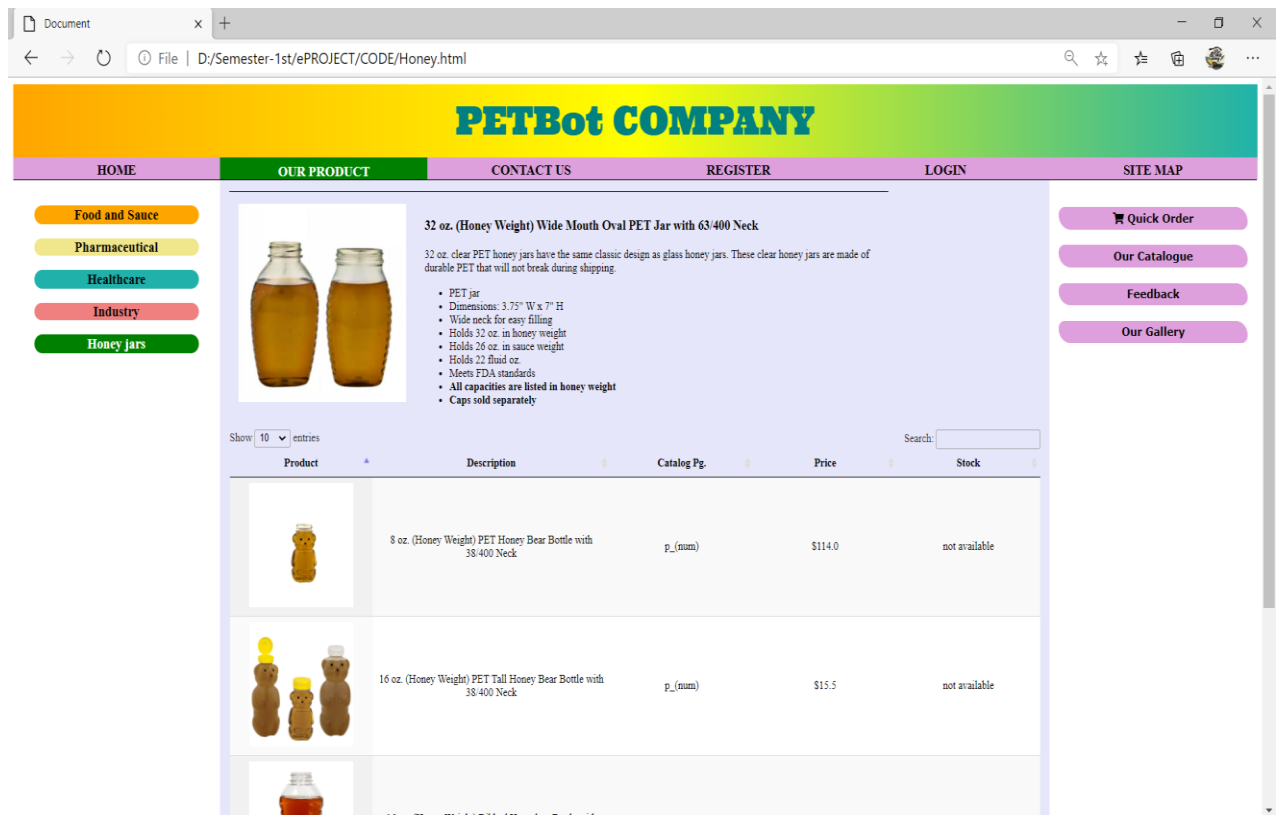 Document
File | D:/Semester-1st/ePROJECT/CODE/Honey.html
PETBot COMPANY
HOME OUR PRODUCT CONTACT US REGISTER LOGIN SITE MAP
Food and Sauce
Pharmaceutical
Healthcare
Industry
Honey jars
32 oz. (Honey Weight) Wide Mouth Oval PET Jar with 63/400 Neck
32 oz. clear PET honey jars have the same classic design as glass honey jars. These clear honey jars are made of
durable PET that will not break during shipping.
• PET jar
• Dimensions: 3.75" W x 7" H
• Wide neck for easy filling
• Holds 32 oz. in honey weight
• Holds 26 oz. in sauce weight
• Holds 22 fluid oz.
• Meets FDA standards
• All capacities are listed in honey weight
• Caps sold separately
Quick Order
Our Catalogue
Feedback
Our Gallery
Show 10 entries Search:
Product Description Catalog Pg. Price Stock
8 oz. (Honey Weight) PET Honey Bear Bottle with
38/400 Neck
p_(num) $114.0 not available
16 oz. (Honey Weight) PET Tall Honey Bear Bottle with
38/400 Neck
p_(num) $15.5 not available